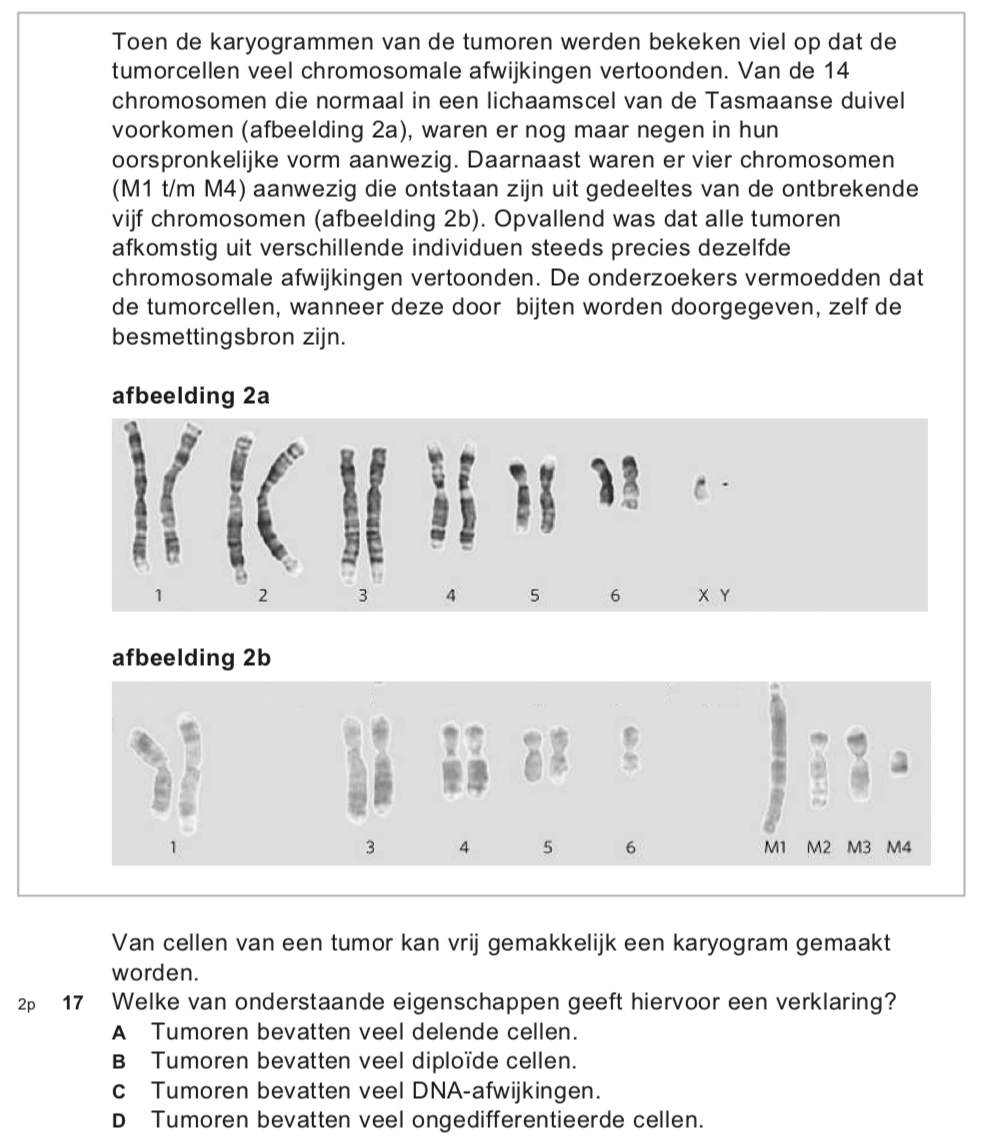 Toen de karyogrammen van de tumoren werden bekeken viel op dat de
tumorcellen veel chromosomale afwijkingen vertoonden. Van de 14
chromosomen die normaal in een lichaamscel van de Tasmaanse duivel
voorkomen (afbeelding 2a), waren er nog maar negen in hun
oorspronkelijke vorm aanwezig. Daarnaast waren er vier chromosomen
(M1 t/m M4) aanwezig die ontstaan zijn uit gedeeltes van de ontbrekende
vijf chromosomen (afbeelding 2b). Opvallend was dat alle tumoren
afkomstig uit verschillende individuen steeds precies dezelfde
chromosomale afwijkingen vertoonden. De onderzoekers vermoedden dat
de tumorcellen, wanneer deze door bijten worden doorgegeven, zelf de
besmettingsbron zijn.
afbeelding 2a
1 2 3 4 5 6 X Y
afbeelding 2b
1 3 4 5 6 M1 M2 M3 M4
Van cellen van een tumor kan vrij gemakkelijk een karyogram gemaakt
worden.
2p 17 Welke van onderstaande eigenschappen geeft hiervoor een verklaring?
A Tumoren bevatten veel delende cellen.
B Tumoren bevatten veel diploïde cellen.
C Tumoren bevatten veel DNA-afwijkingen.
D Tumoren bevatten veel ongedifferentieerde cellen.